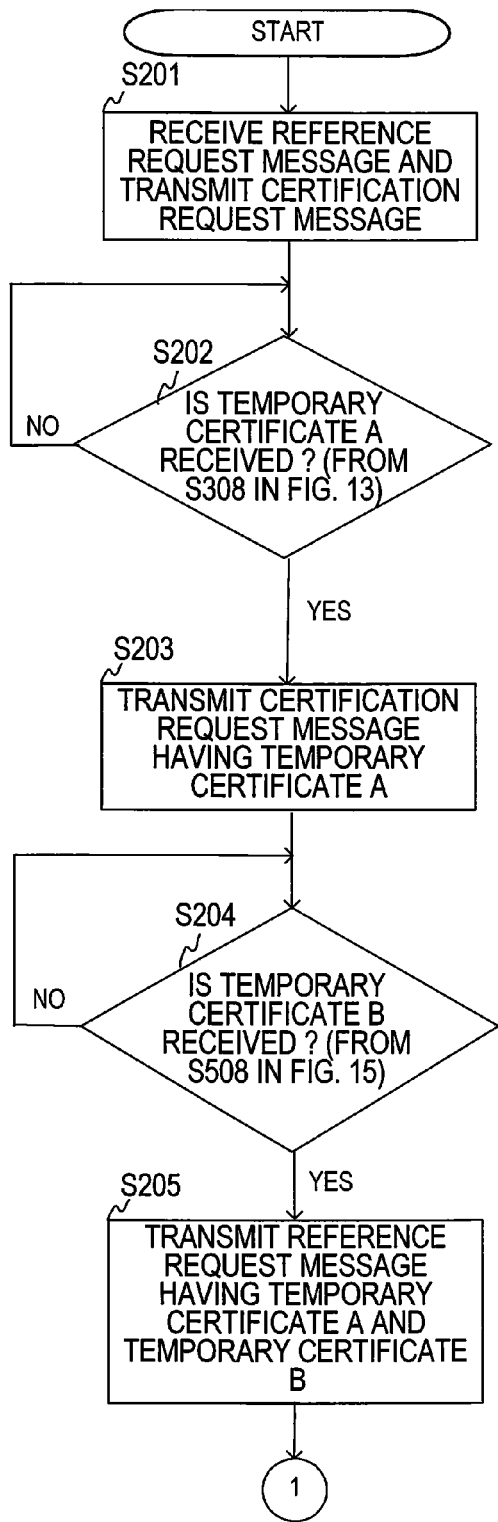 START
S201
RECEIVE REFERENCE
REQUEST MESSAGE AND
TRANSMIT CERTIFICATION
REQUEST MESSAGE
S202
IS TEMPORARY
CERTIFICATE A
RECEIVED ? (FROM
S308 IN FIG. 13)
NO
YES
S203
TRANSMIT CERTIFICATION
REQUEST MESSAGE
HAVING TEMPORARY
CERTIFICATE A
S204
IS TEMPORARY
CERTIFICATE B
RECEIVED ? (FROM
S508 IN FIG. 15)
NO
YES
S205
TRANSMIT REFERENCE
REQUEST MESSAGE
HAVING TEMPORARY
CERTIFICATE A AND
TEMPORARY CERTIFICATE
B
1